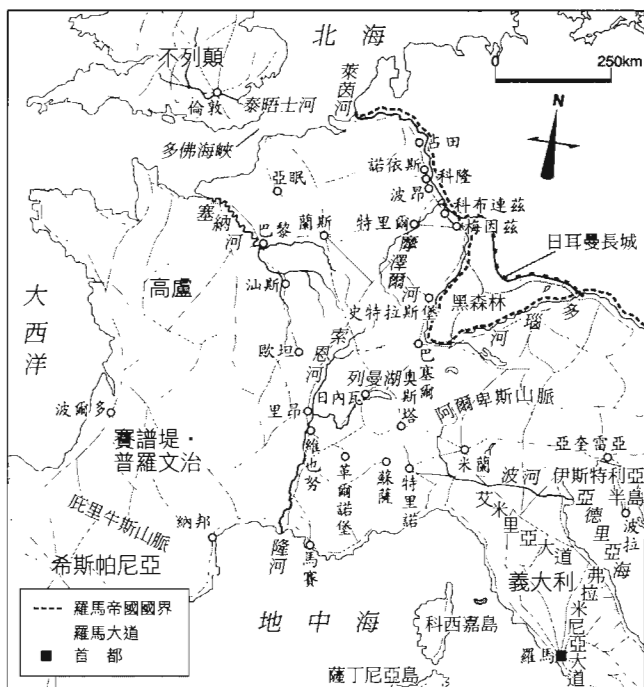 北海
不列顛
倫敦
泰晤士河
多佛海峽
萊茵河
0
250km
N
占田
諾依斯
科隆
波昂
科布連茲
梅因茲
特里爾
摩澤爾河
日耳曼長城
亞眠
塞納河
巴黎
蘭斯
高盧
汕斯
史特拉斯堡
黑森林
多瑙河
大西洋
歐坦
索恩河
巴塞爾
列曼湖
日內瓦
奧斯塔
阿爾卑斯山脈
波爾多
里昂
維也努
米蘭
亞奎雷亞
賽譜堤・
普羅文治
革爾諾堡
蘇薩
特里諾
波河
伊斯特利亞
半島
波拉
亞德里亞海
艾米里亞大道
庇里牛斯山脈
納邦
隆河
馬賽
希斯帕尼亞
義大利
弗拉米尼亞大道
地中海
科西嘉島
羅馬
薩丁尼亞島
羅馬帝國國界
羅馬大道
首都